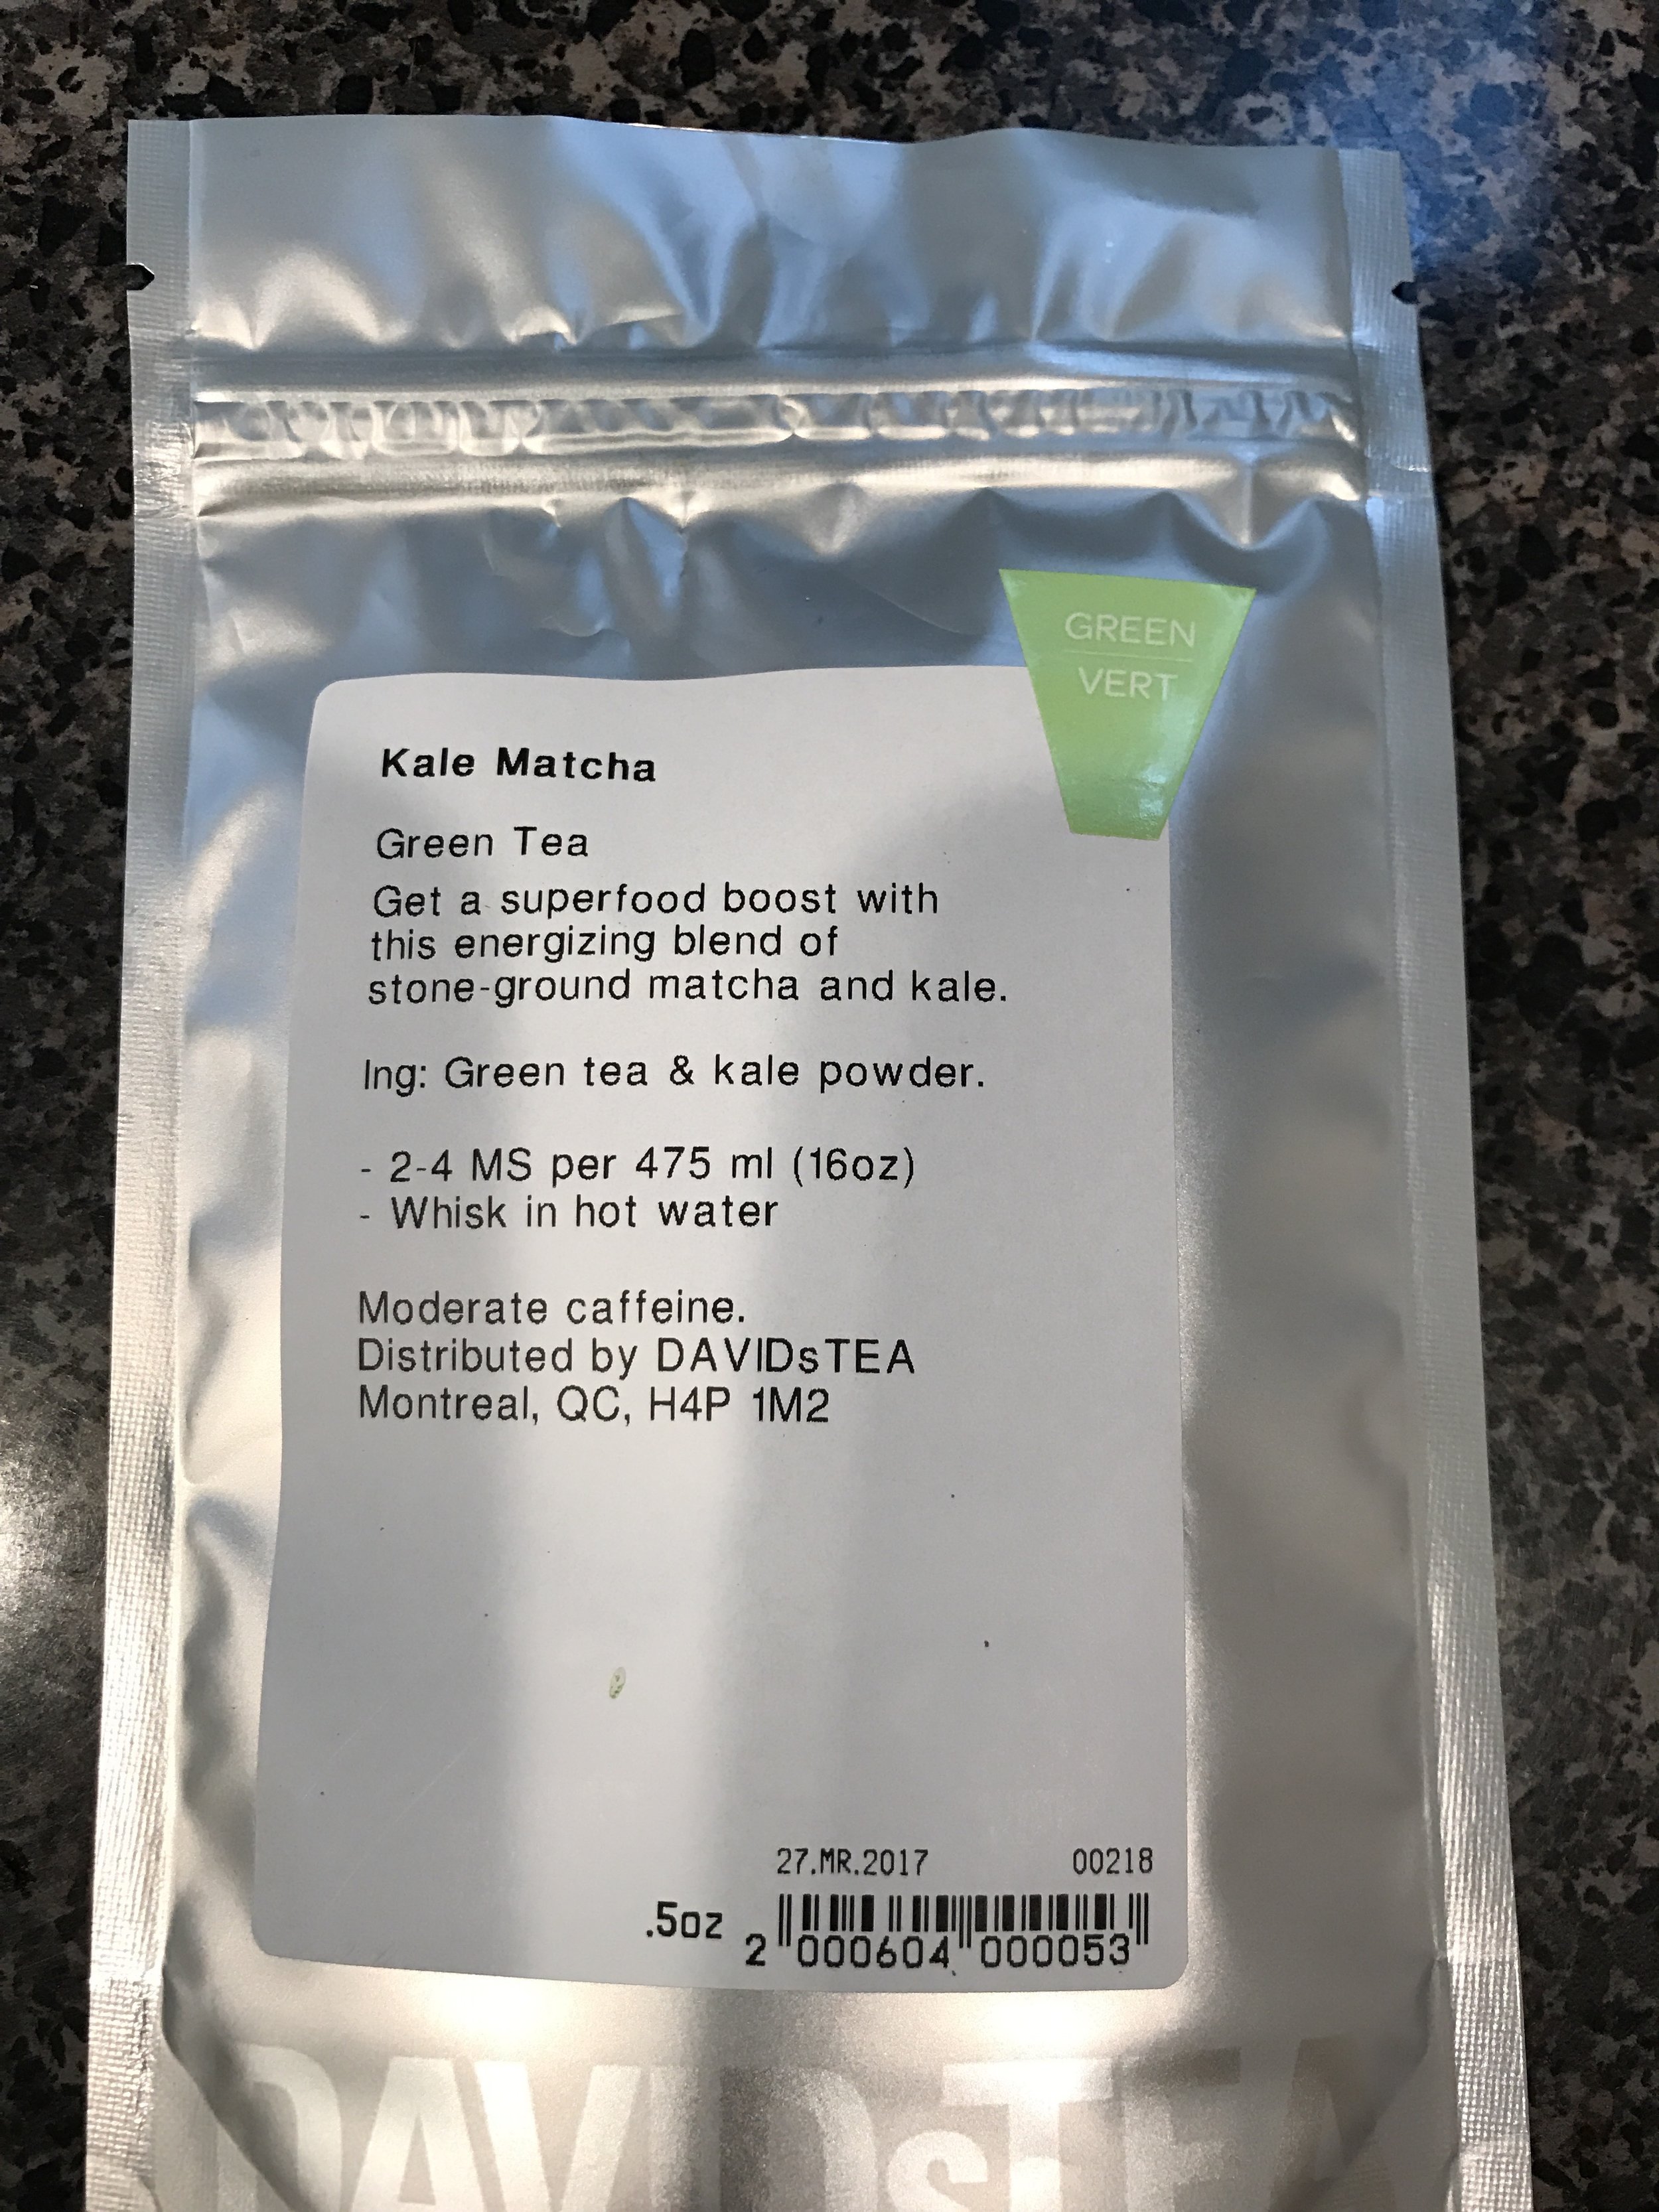 GREEN
VERT
Kale Matcha
Green Tea
Get a superfood boost with
this energizing blend of
stone-ground matcha and kale.
Ing: Green tea & kale powder.
- 2-4 MS per 475 ml (16oz)
- Whisk in hot water
Moderate caffeine.
Distributed by DAVIDsTEA
Montreal, QC, H4P 1M2
27.MR.2017 00218
.5oz
2 000604 000053
DAVIDsTEA